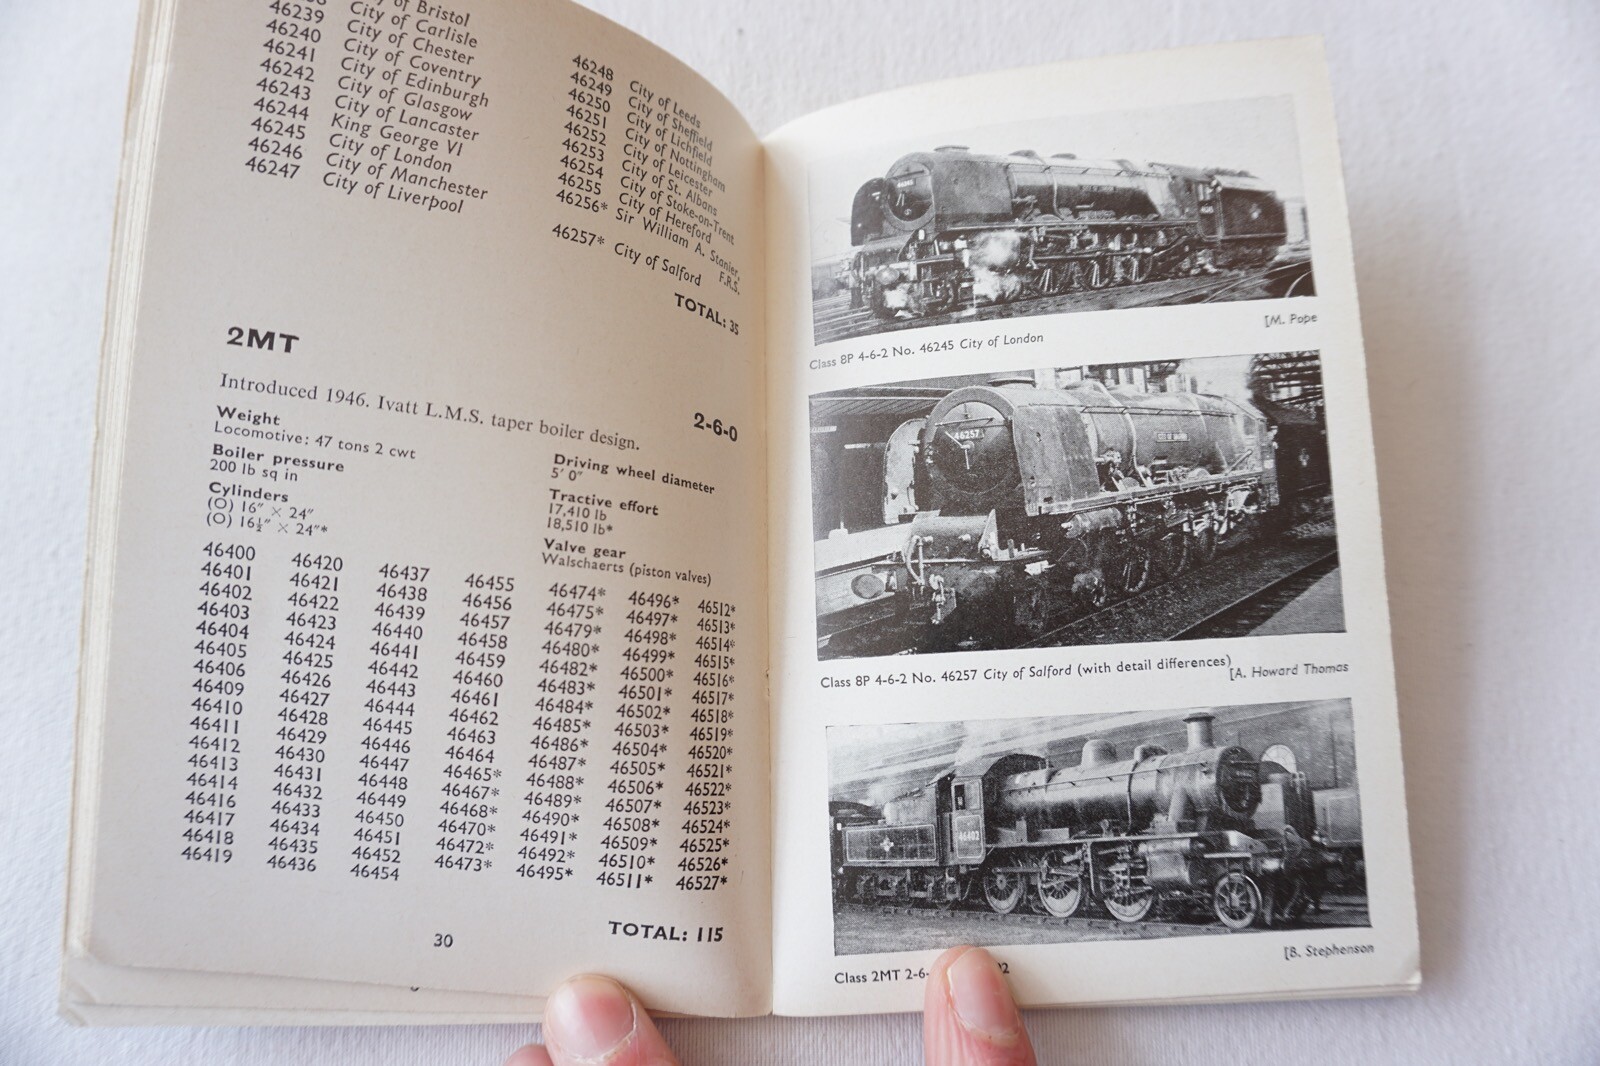 of Bristol
City of Carlisle
46239 City of Chester
46240 City of Coventry
46241 City of Edinburgh
46242 City of Glasgow
46243 City of Lancaster
46244 King George VI
46245 City of London
46246 City of Manchester
46247 City of Liverpool
46248 City of Leeds
46249 City of Sheffield
46250 City of Lichfield
46251 City of Nottingham
46252 City of Leicester
46253 City of St. Albans
46254 City of Stoke-on-Trent
46255 City of Hereford
46256* Sir William A. Stanier,
F.R.S.
46257* City of Salford
TOTAL: 35
2MT
2-6-0
Introduced 1946. Ivatt L.M.S. taper boiler design.
Weight
Locomotive: 47 tons 2 cwt
Boiler pressure
200 lb sq in
Cylinders
(O) 16″ × 24″
(O) 16½″ × 24″*
Driving wheel diameter
5′ 0″
Tractive effort
17,410 lb
18,510 lb*
Valve gear
Walschaerts (piston valves)
46400 46420 46437 46455 46474* 46496* 46512*
46401 46421 46438 46456 46475* 46497* 46513*
46402 46422 46439 46457 46479* 46498* 46514*
46403 46423 46440 46458 46480* 46499* 46515*
46404 46424 46441 46459 46482* 46500* 46516*
46405 46425 46442 46460 46483* 46501* 46517*
46406 46426 46443 46461 46484* 46502* 46518*
46409 46427 46444 46462 46485* 46503* 46519*
46410 46428 46445 46463 46486* 46504* 46520*
46411 46429 46446 46464 46487* 46505* 46521*
46412 46430 46447 46465* 46488* 46506* 46522*
46413 46431 46448 46467* 46489* 46507* 46523*
46414 46432 46449 46468* 46490* 46508* 46524*
46416 46433 46450 46470* 46491* 46509* 46525*
46417 46434 46451 46472* 46492* 46510* 46526*
46418 46435 46452 46473* 46495* 46511* 46527*
46419 46436 46454
TOTAL: 115
30
Class 8P 4-6-2 No. 46245 City of London
[M. Pope
46257
Class 8P 4-6-2 No. 46257 City of Salford (with detail differences)
[A. Howard Thomas
46402
Class 2MT 2-6-
[B. Stephenson